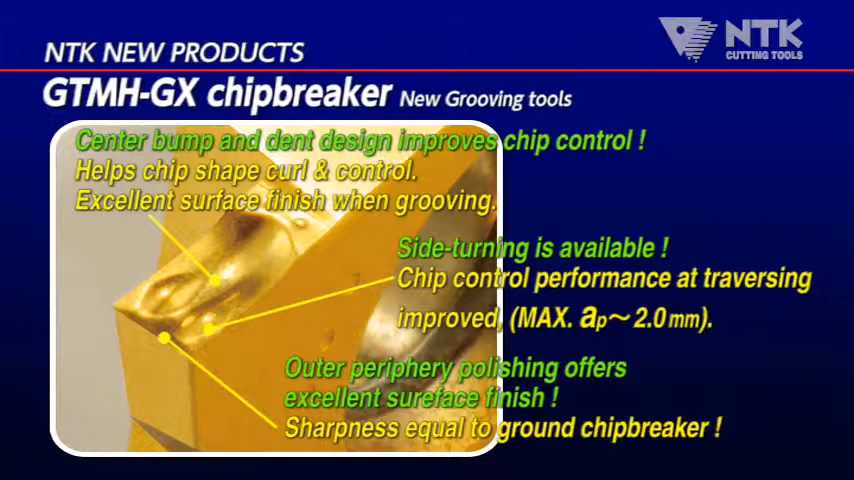 NTK NEW PRODUCTS
NTK
CUTTING TOOLS
GTMH-GX chipbreaker New Grooving tools
Center bump and dent design improves chip control !
Helps chip shape curl & control.
Excellent surface finish when grooving.
Side-turning is available !
Chip control performance at traversing
improved, (MAX. ap～2.0mm).
Outer periphery polishing offers
excellent sureface finish !
Sharpness equal to ground chipbreaker !